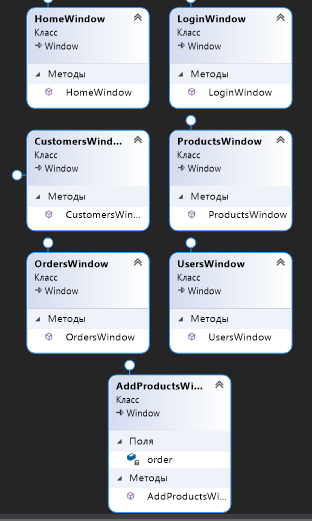 HomeWindow
Класс
Window
Методы
HomeWindow
LoginWindow
Класс
Window
Методы
LoginWindow
CustomersWind...
Класс
Window
Методы
CustomersWin...
ProductsWindow
Класс
Window
Методы
ProductsWindow
OrdersWindow
Класс
Window
Методы
OrdersWindow
UsersWindow
Класс
Window
Методы
UsersWindow
AddProductsWi...
Класс
Window
Поля
order
Методы
AddProductsWi...